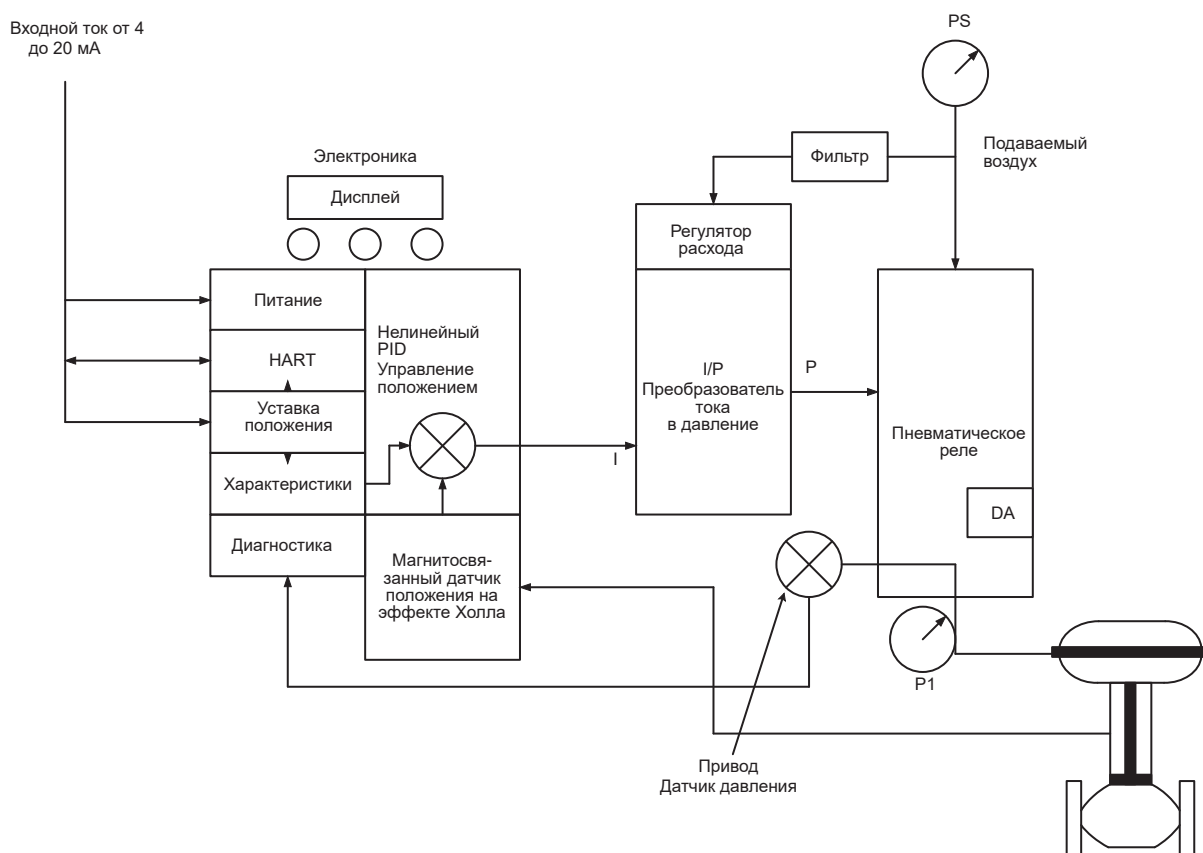 Входной ток от 4
до 20 мА
PS
Подаваемый
воздух
Фильтр
Электроника
Дисплей
Регулятор
расхода
Питание
HART
Уставка
положения
Характеристики
Диагностика
Нелинейный
PID
Управление
положением
I
I/P
Преобразователь
тока
в давление
P
Пневматическое
реле
DA
Магнитосвя-
занный датчик
положения на
эффекте Холла
P1
Привод
Датчик давления